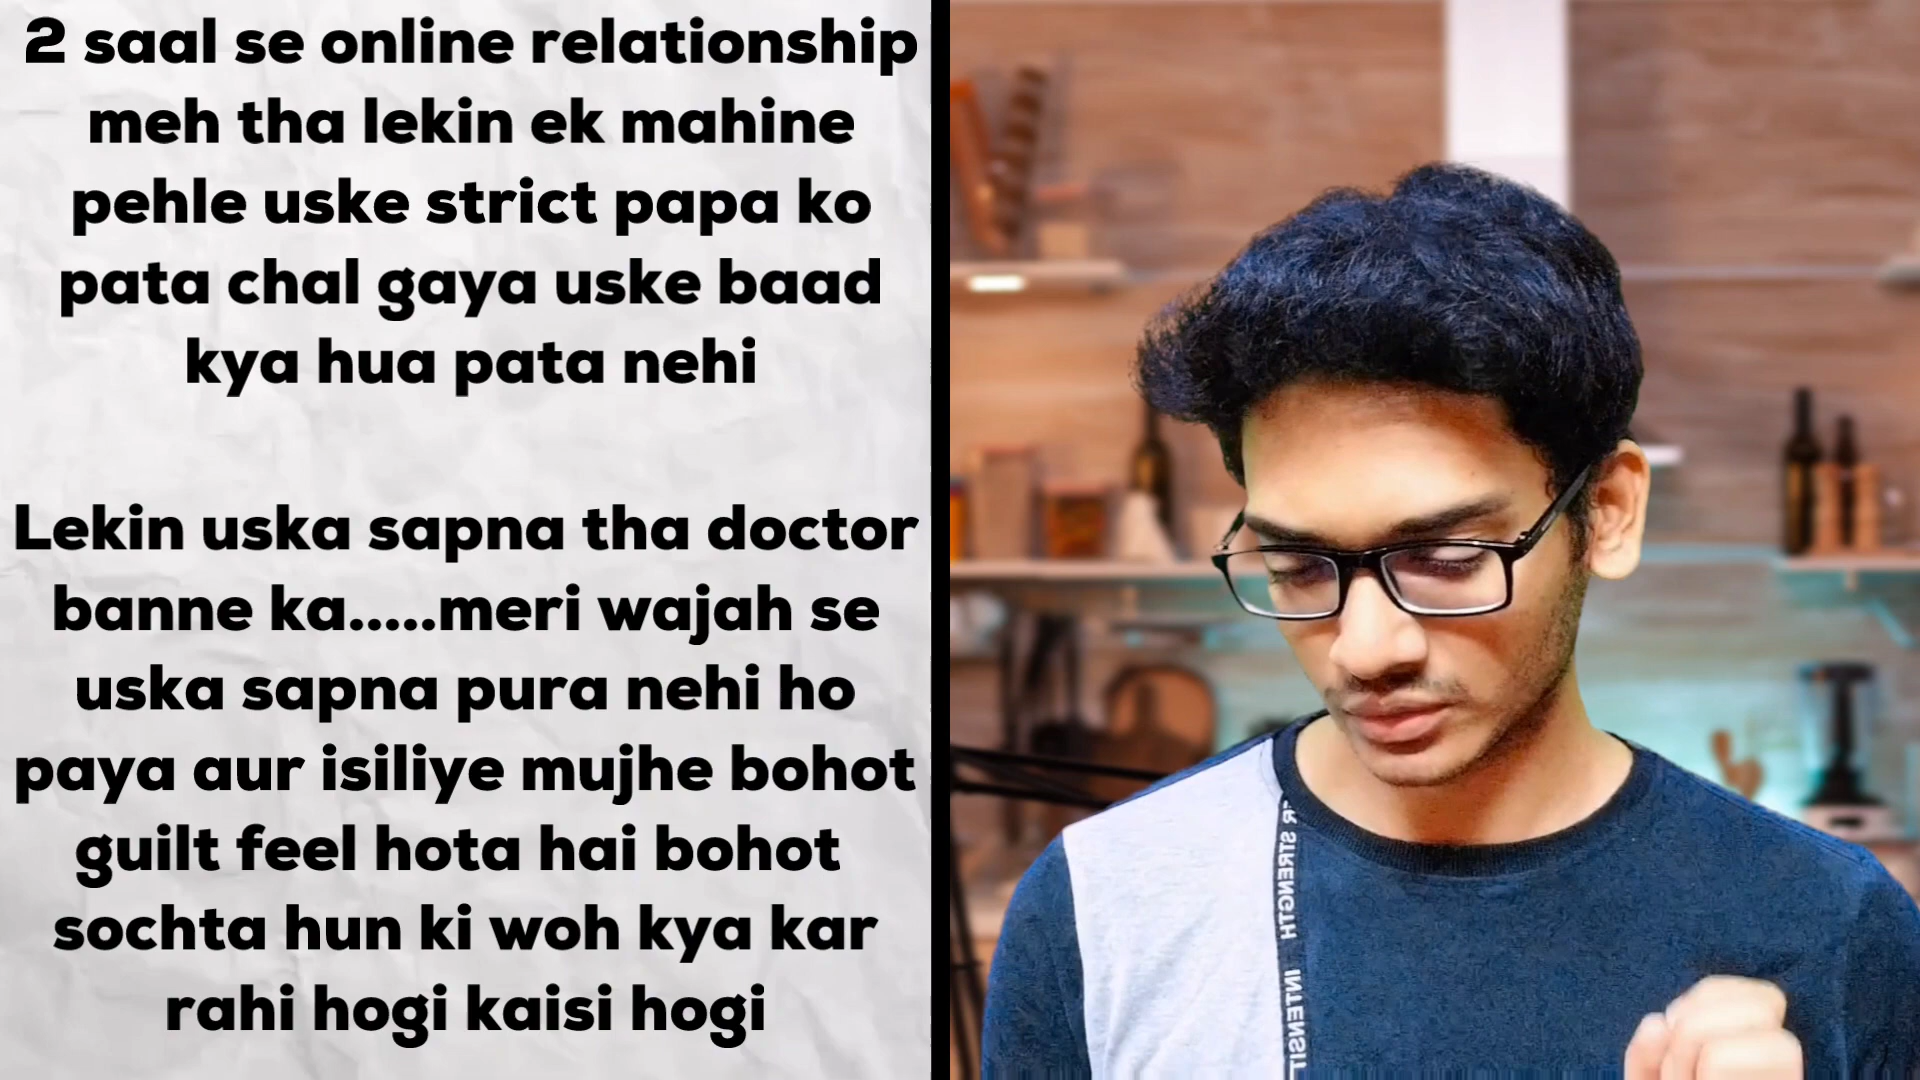 2 saal se online relationship
meh tha lekin ek mahine
pehle uske strict papa ko
pata chal gaya uske baad
kya hua pata nehi
Lekin uska sapna tha doctor
banne ka.....meri wajah se
uska sapna pura nehi ho
paya aur isiliye mujhe bohot
guilt feel hota hai bohot
sochta hun ki woh kya kar
rahi hogi kaisi hogi
STRENGTH